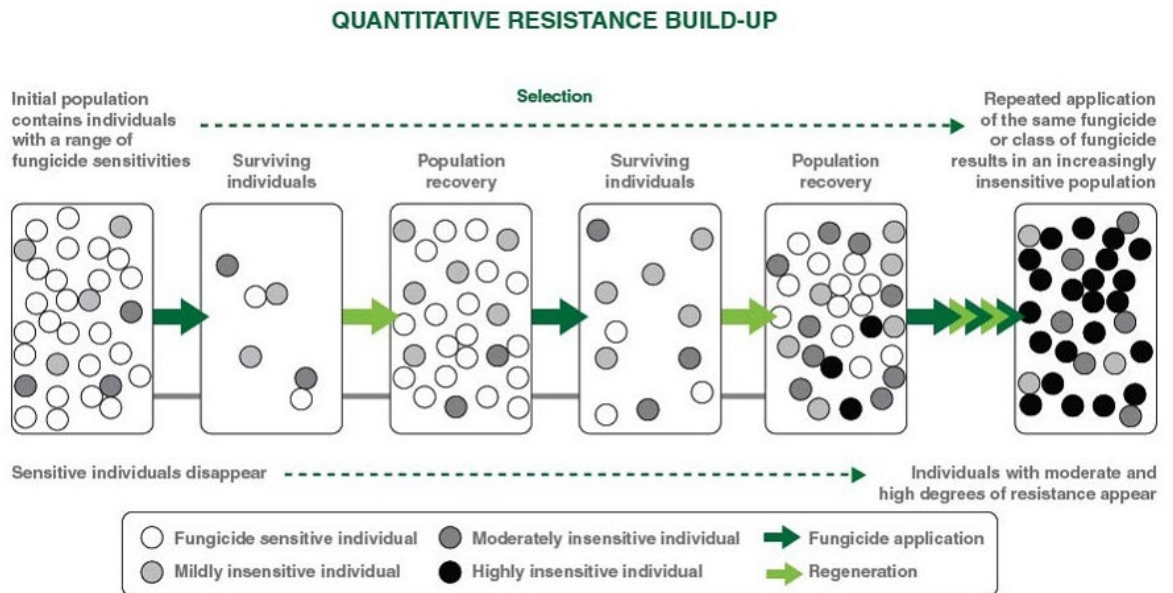 QUANTITATIVE RESISTANCE BUILD-UP
Initial population
contains individuals
with a range of
fungicide sensitivities
Selection
Repeated application
of the same fungicide
or class of fungicide
results in an increasingly
insensitive population
Surviving
individuals
Population
recovery
Surviving
individuals
Population
recovery
Sensitive individuals disappear
Individuals with moderate and
high degrees of resistance appear
Fungicide sensitive individual
Moderately insensitive individual
Fungicide application
Mildly insensitive individual
Highly insensitive individual
Regeneration